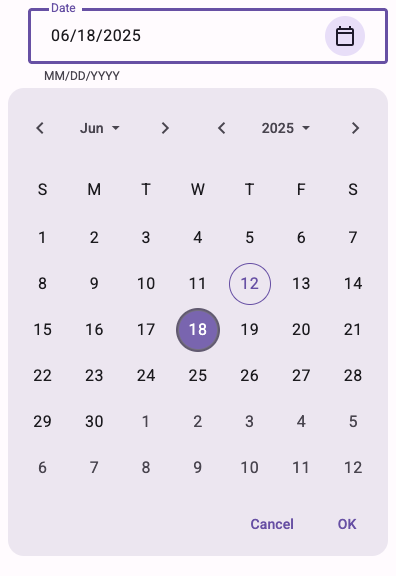 Date
06/18/2025
MM/DD/YYYY
Jun 2025
S M T W T F S
1 2 3 4 5 6 7
8 9 10 11 12 13 14
15 16 17 18 19 20 21
22 23 24 25 26 27 28
29 30 1 2 3 4 5
6 7 8 9 10 11 12
Cancel OK